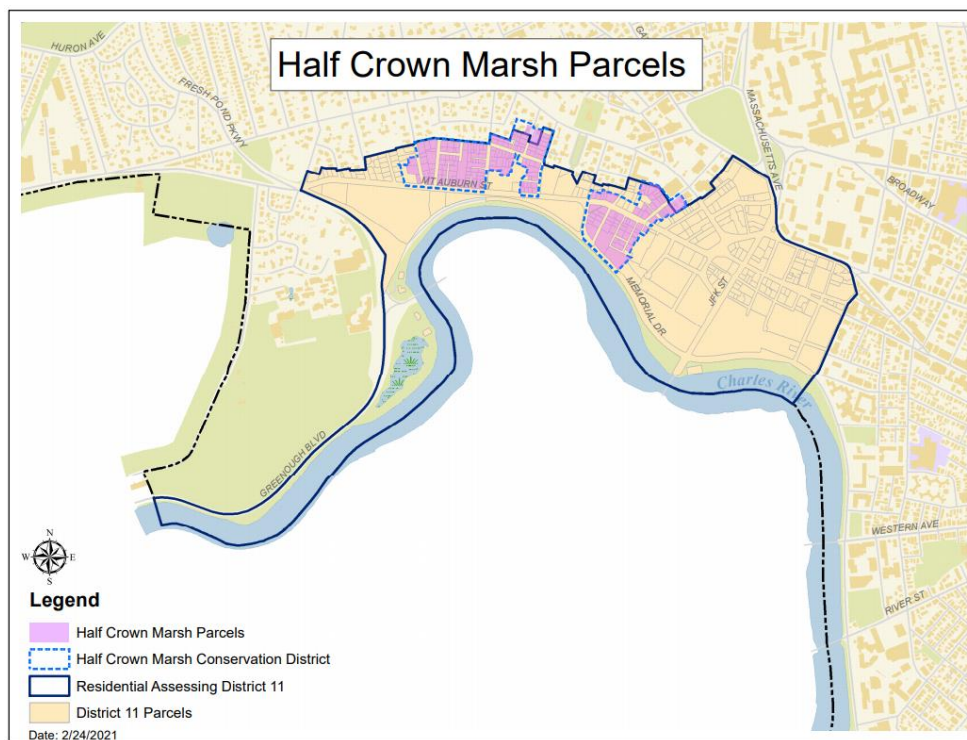 Half Crown Marsh Parcels
HURON AVE
FRESH POND PKWY
MASSACHUSETTS AVE
BROADWAY
MT AUBURN ST
MEMORIAL DR
JFK ST
Charles River
GREENOUGH BLVD
WESTERN AVE
RIVER ST
N
W E
S
Legend
Half Crown Marsh Parcels
Half Crown Marsh Conservation District
Residential Assessing District 11
District 11 Parcels
Date: 2/24/2021